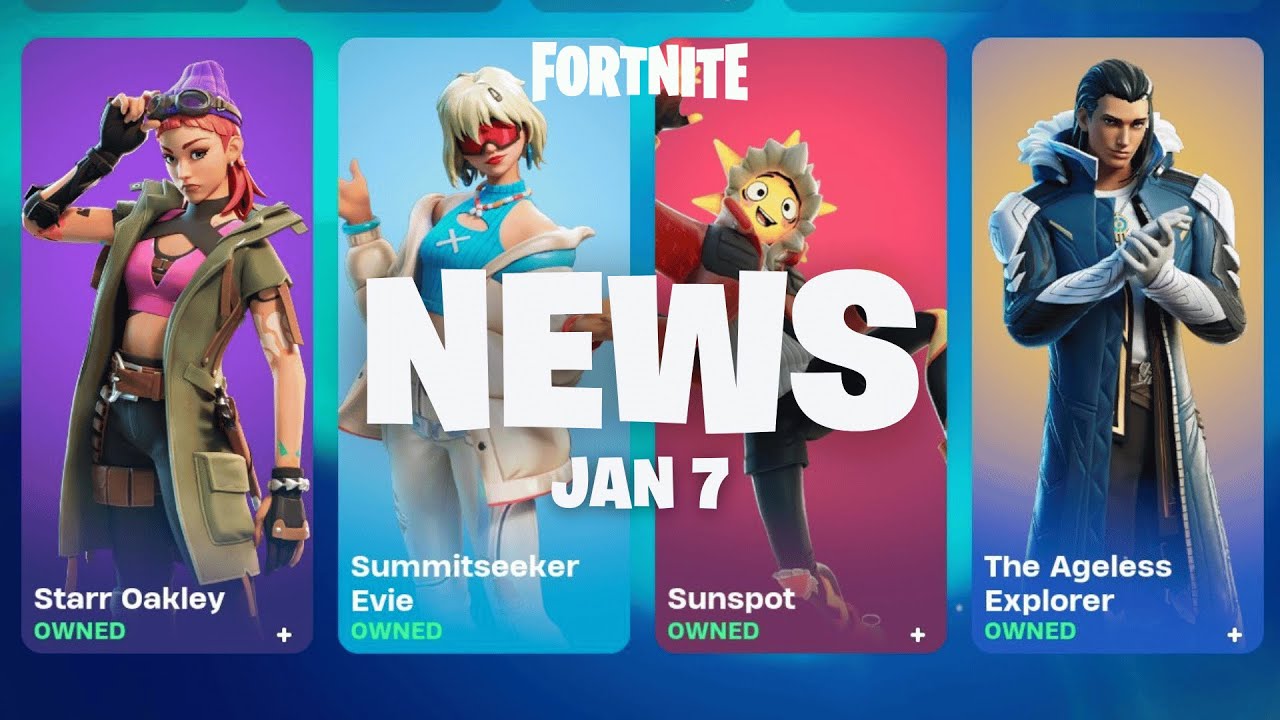 FORTNITE
NEWS
JAN 7
Starr Oakley
OWNED
+
Summitseeker
Evie
OWNED
Sunspot
OWNED
+
The Ageless
Explorer
OWNED
+